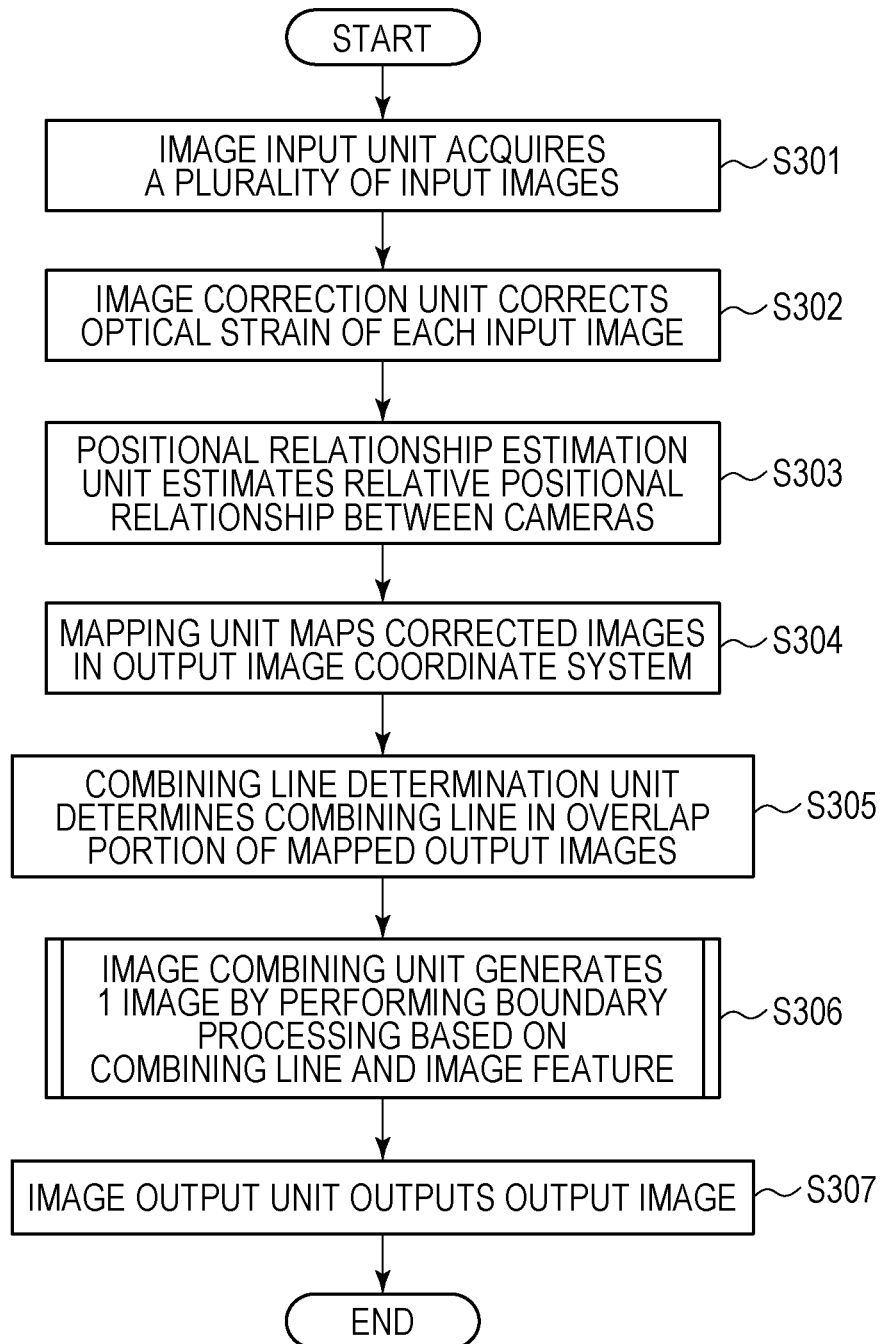 START
IMAGE INPUT UNIT ACQUIRES
A PLURALITY OF INPUT IMAGES
S301
IMAGE CORRECTION UNIT CORRECTS
OPTICAL STRAIN OF EACH INPUT IMAGE
S302
POSITIONAL RELATIONSHIP ESTIMATION
UNIT ESTIMATES RELATIVE POSITIONAL
RELATIONSHIP BETWEEN CAMERAS
S303
MAPPING UNIT MAPS CORRECTED IMAGES
IN OUTPUT IMAGE COORDINATE SYSTEM
S304
COMBINING LINE DETERMINATION UNIT
DETERMINES COMBINING LINE IN OVERLAP
PORTION OF MAPPED OUTPUT IMAGES
S305
IMAGE COMBINING UNIT GENERATES
1 IMAGE BY PERFORMING BOUNDARY
PROCESSING BASED ON
COMBINING LINE AND IMAGE FEATURE
S306
IMAGE OUTPUT UNIT OUTPUTS OUTPUT IMAGE
S307
END